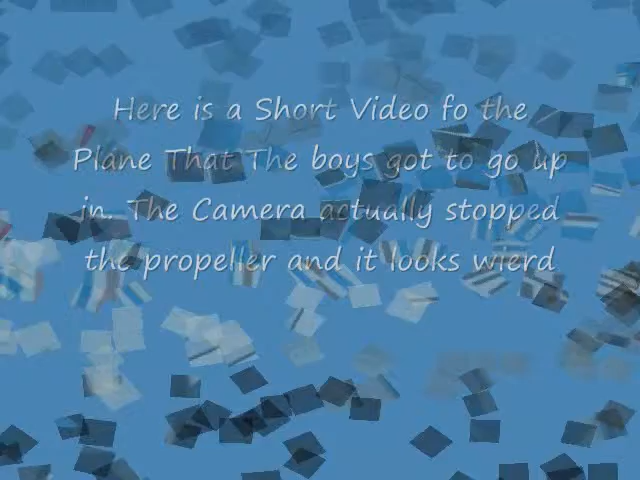 Here is a Short Video fo the
Plane That The boys got to go up
in. The Camera actually stopped
the propeller and it looks wierd